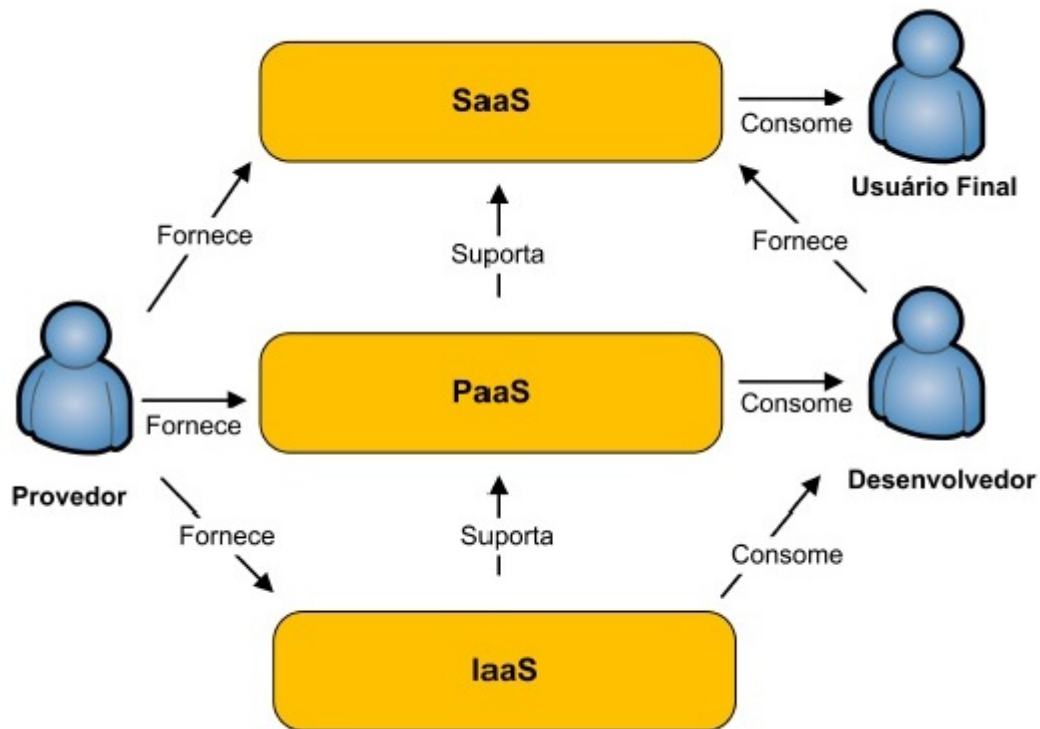 SaaS
Consome
Usuário Final
Fornece
Suporta
Fornece
PaaS
Consome
Fornece
Provedor
Desenvolvedor
Fornece
Suporta
Consome
IaaS